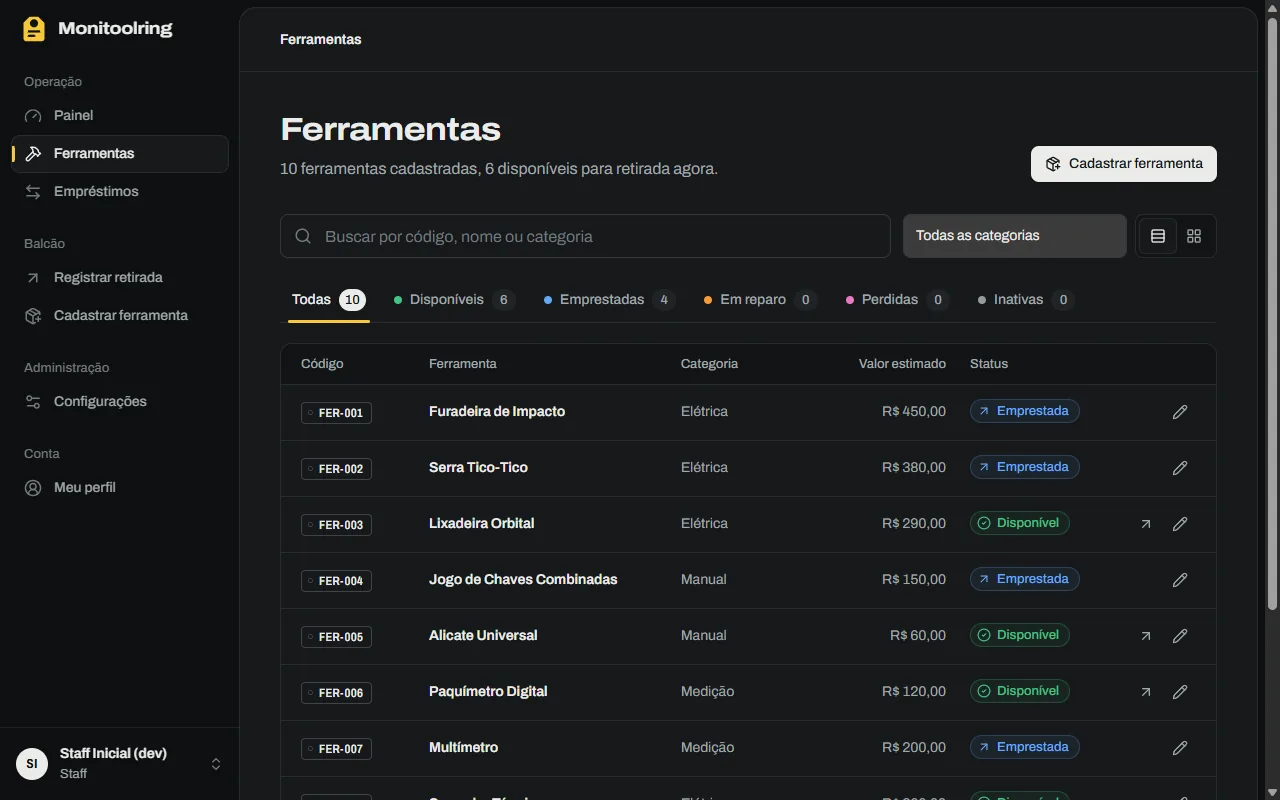 Monitoolring
Operação
Painel
Ferramentas
Empréstimos
Balcão
Registrar retirada
Cadastrar ferramenta
Administração
Configurações
Conta
Meu perfil
SI
Staff Inicial (dev)
Staff
Ferramentas
Ferramentas
10 ferramentas cadastradas, 6 disponíveis para retirada agora.
Cadastrar ferramenta
Buscar por código, nome ou categoria
Todas as categorias
Todas 10 Disponíveis 6 Emprestadas 4 Em reparo 0 Perdidas 0 Inativas 0
Código Ferramenta Categoria Valor estimado Status
FER-001 Furadeira de Impacto Elétrica R$ 450,00 Emprestada
FER-002 Serra Tico-Tico Elétrica R$ 380,00 Emprestada
FER-003 Lixadeira Orbital Elétrica R$ 290,00 Disponível
FER-004 Jogo de Chaves Combinadas Manual R$ 150,00 Emprestada
FER-005 Alicate Universal Manual R$ 60,00 Disponível
FER-006 Paquímetro Digital Medição R$ 120,00 Disponível
FER-007 Multímetro Medição R$ 200,00 Emprestada